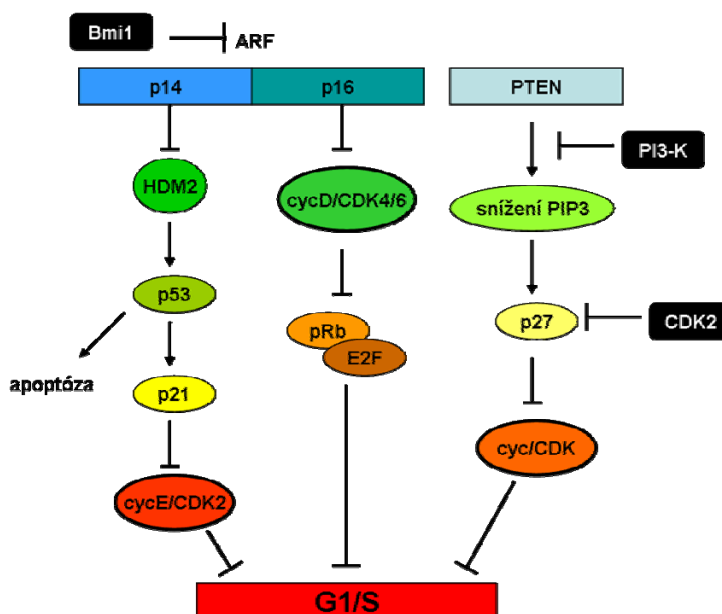 Bmi1
ARF
p14
p16
PTEN
PI3-K
HDM2
cycD/CDK4/6
snížení PIP3
p53
pRb
E2F
p27
CDK2
apoptóza
p21
cyc/CDK
cycE/CDK2
G1/S